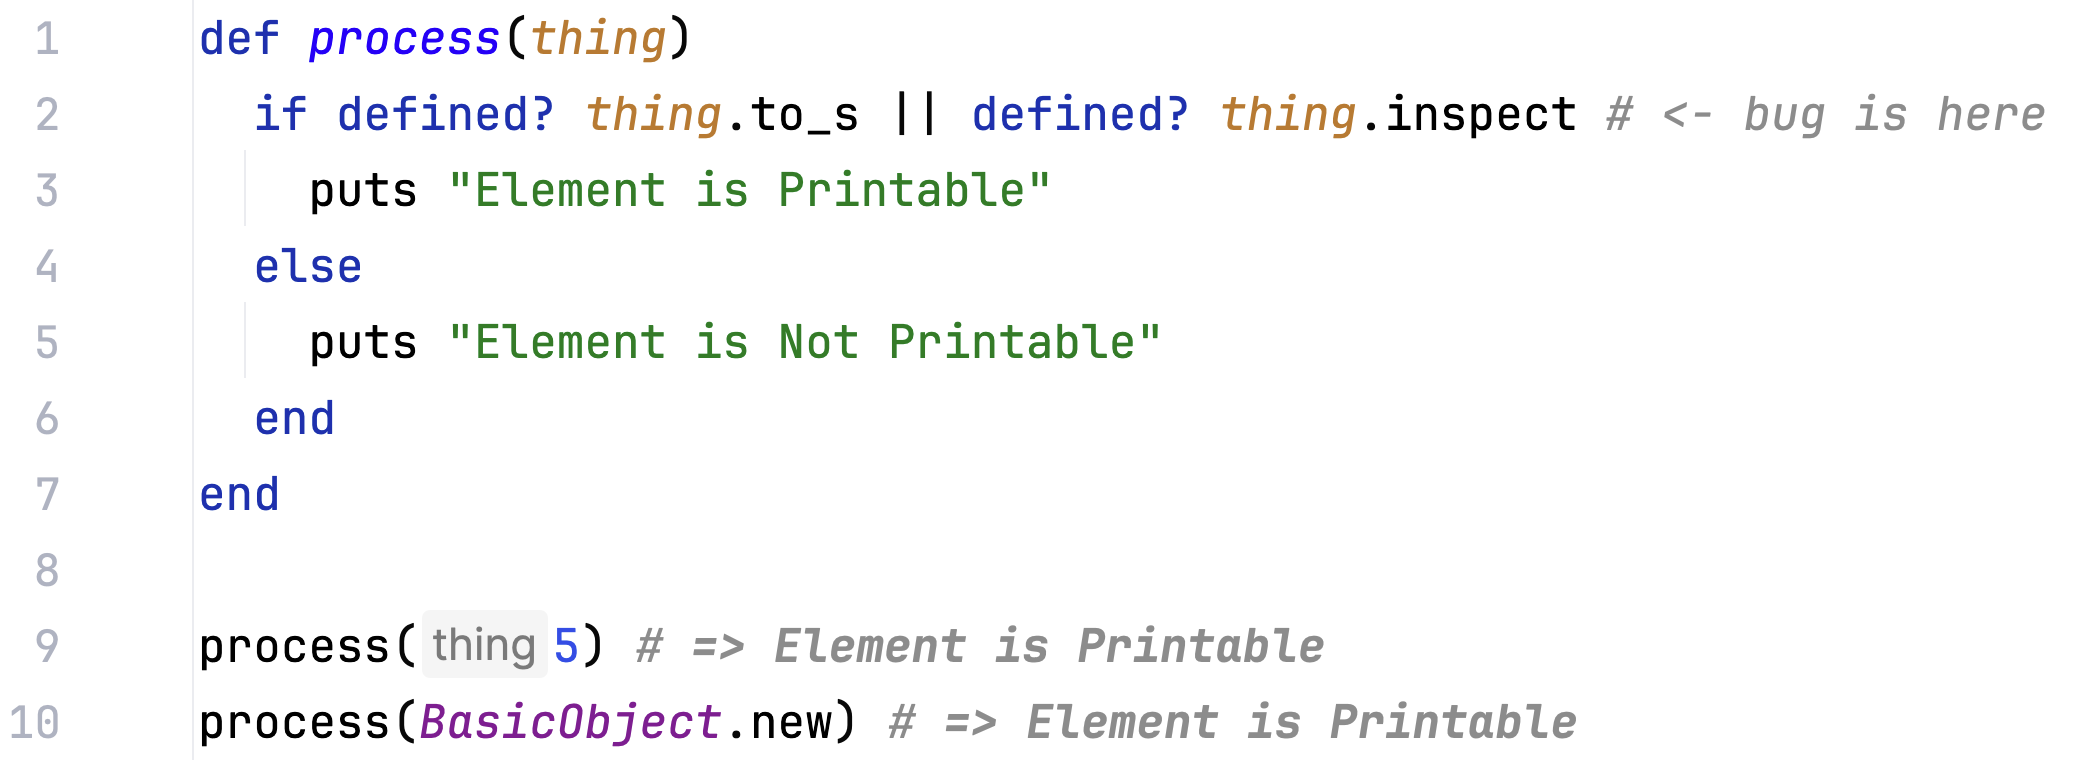 1 def process(thing)
2 if defined? thing.to_s || defined? thing.inspect # <- bug is here
3 puts "Element is Printable"
4 else
5 puts "Element is Not Printable"
6 end
7 end
8
9 process(thing 5) # => Element is Printable
10 process(BasicObject.new) # => Element is Printable